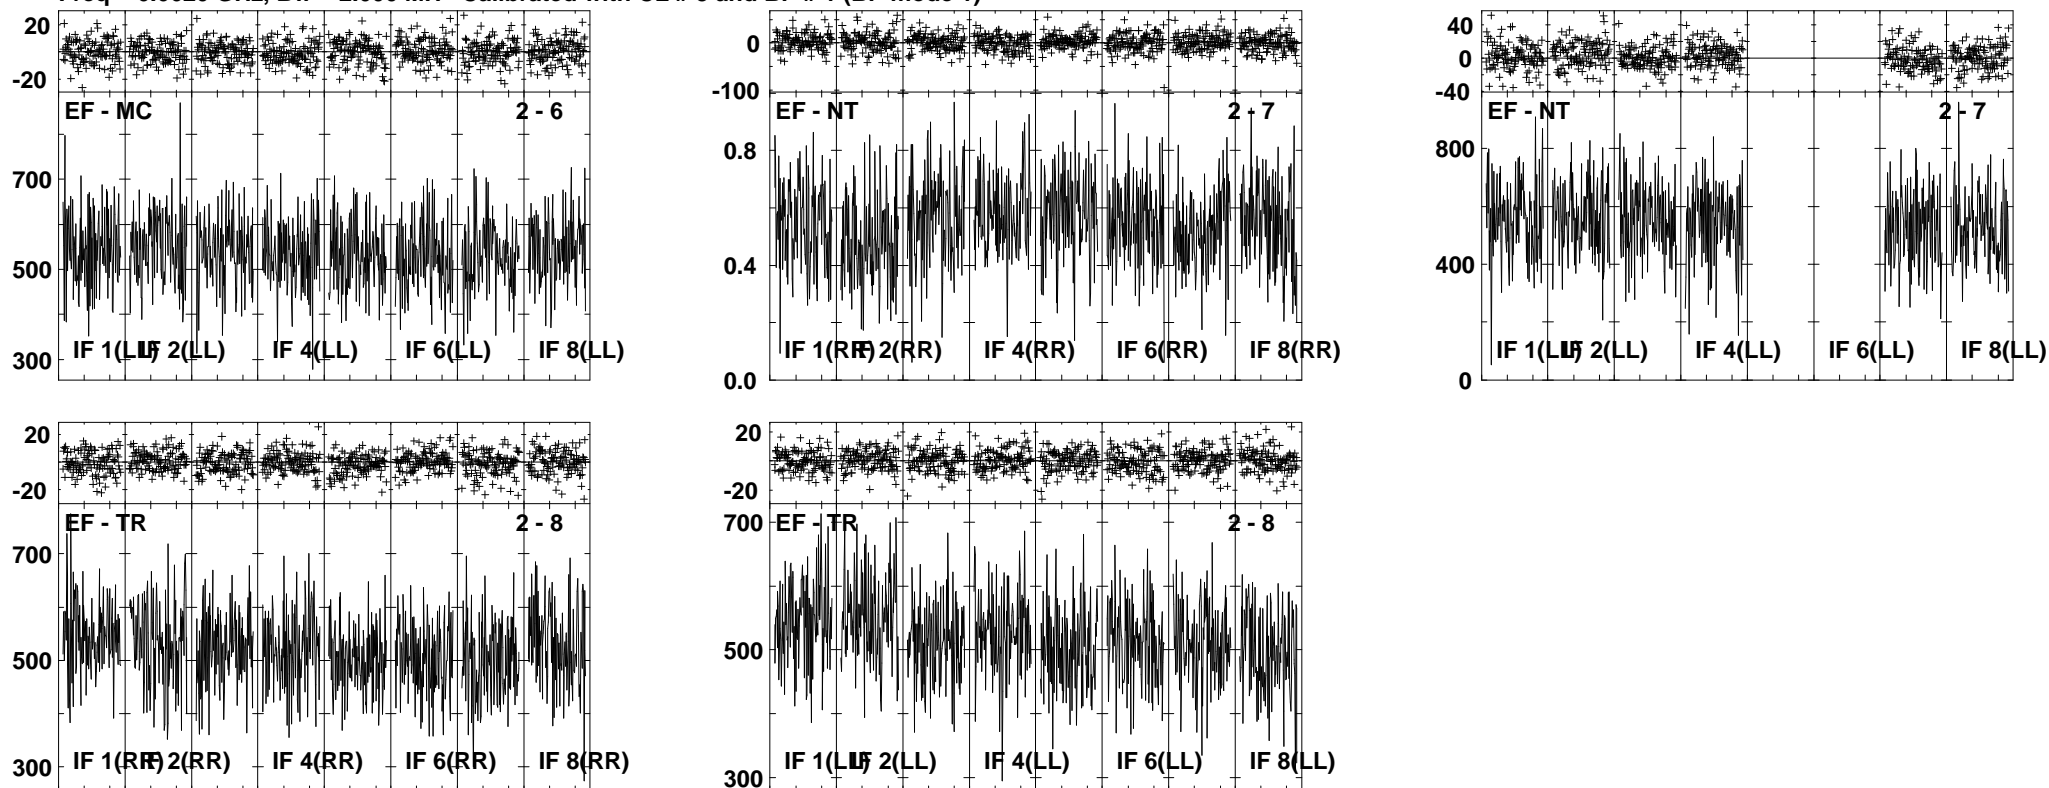 20
-20
EF - MC 2 - 6
700
500
300
IF 1(LL) IF 2(LL) IF 4(LL) IF 6(LL) IF 8(LL)
0
-100
EF - NT 2 - 7
0.8
0.4
0.0
IF 1(RR) IF 2(RR) IF 4(RR) IF 6(RR) IF 8(RR)
40
0
-40
EF - NT 2 - 7
800
400
0
IF 1(LL) IF 2(LL) IF 4(LL) IF 6(LL) IF 8(LL)
20
-20
EF - TR 2 - 8
700
500
300
IF 1(RR) IF 2(RR) IF 4(RR) IF 6(RR) IF 8(RR)
20
-20
EF - TR 2 - 8
700
500
300
IF 1(LL) IF 2(LL) IF 4(LL) IF 6(LL) IF 8(LL)